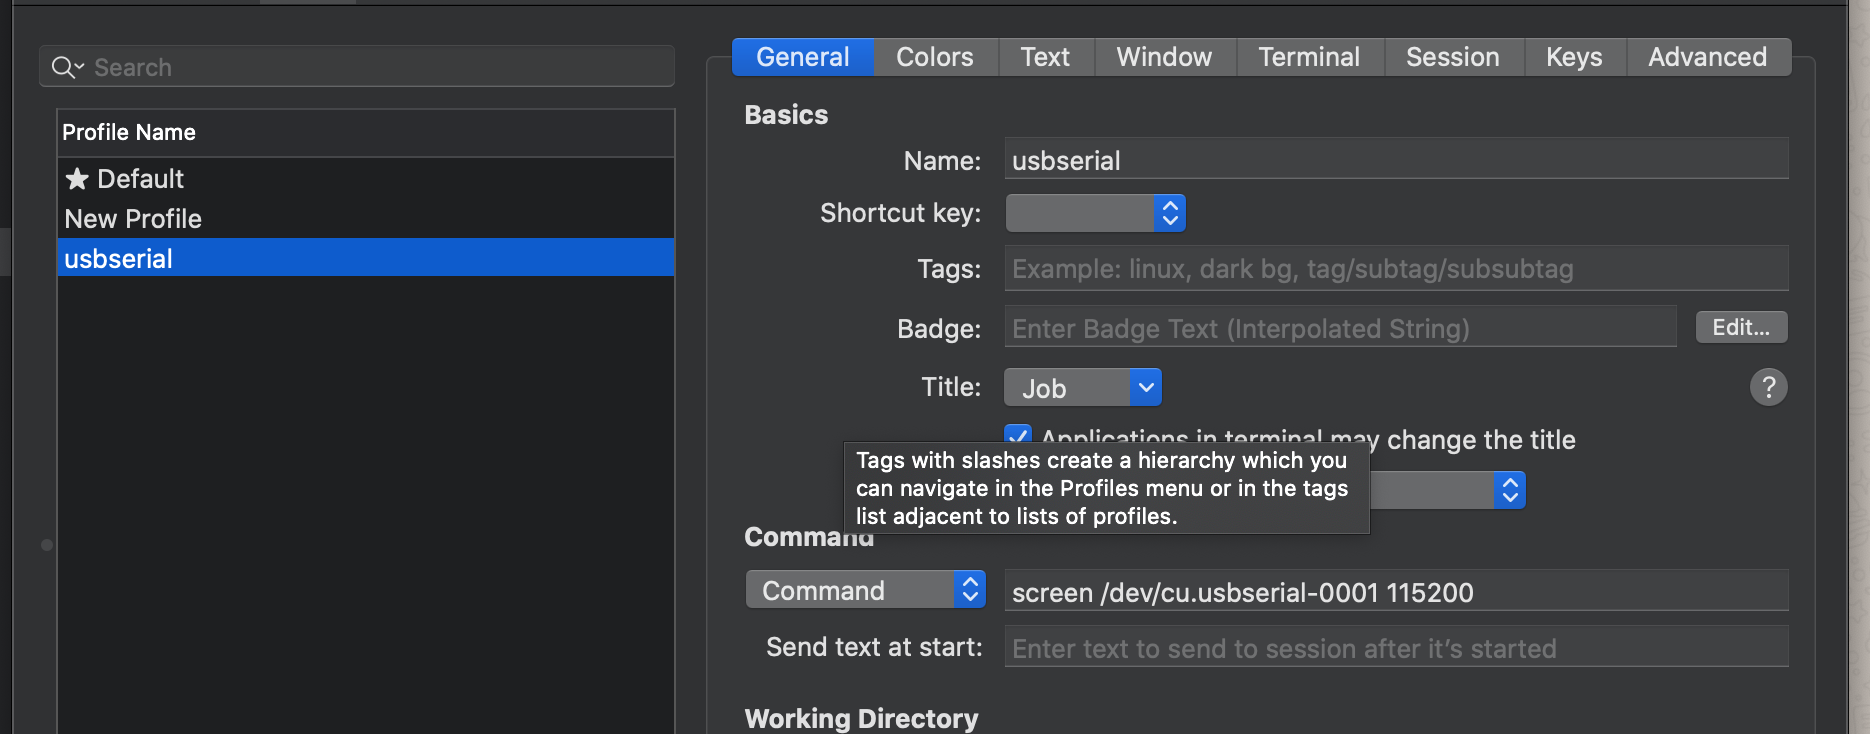 Search
Profile Name
★ Default
New Profile
usbserial
General Colors Text Window Terminal Session Keys Advanced
Basics
Name: usbserial
Shortcut key:
Tags: Example: linux, dark bg, tag/subtag/subsubtag
Badge: Enter Badge Text (Interpolated String) Edit...
Title: Job ?
Applications in terminal may change the title
Tags with slashes create a hierarchy which you
can navigate in the Profiles menu or in the tags
list adjacent to lists of profiles.
Command
Command screen /dev/cu.usbserial-0001 115200
Send text at start: Enter text to send to session after it’s started
Working Directory